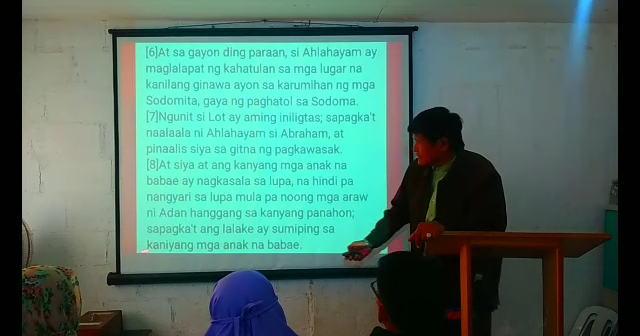 [6]At sa gayon ding paraan, si Ahlahayam ay
maglalapat ng kahatulan sa mga lugar na
kanilang ginawa ayon sa karumihan ng mga
Sodomita, gaya ng paghatol sa Sodoma.
[7]Ngunit si Lot ay aming iniligtas; sapagka't
naalaala ni Ahlahayam si Abraham, at
pinaalis siya sa gitna ng pagkawasak.
[8]At siya at ang kanyang mga anak na
babae ay nagkasala sa lupa, na hindi pa
nangyari sa lupa mula pa noong mga araw
ni Adan hanggang sa kanyang panahon;
sapagka't ang lalake ay sumiping sa
kaniyang mga anak na babae.